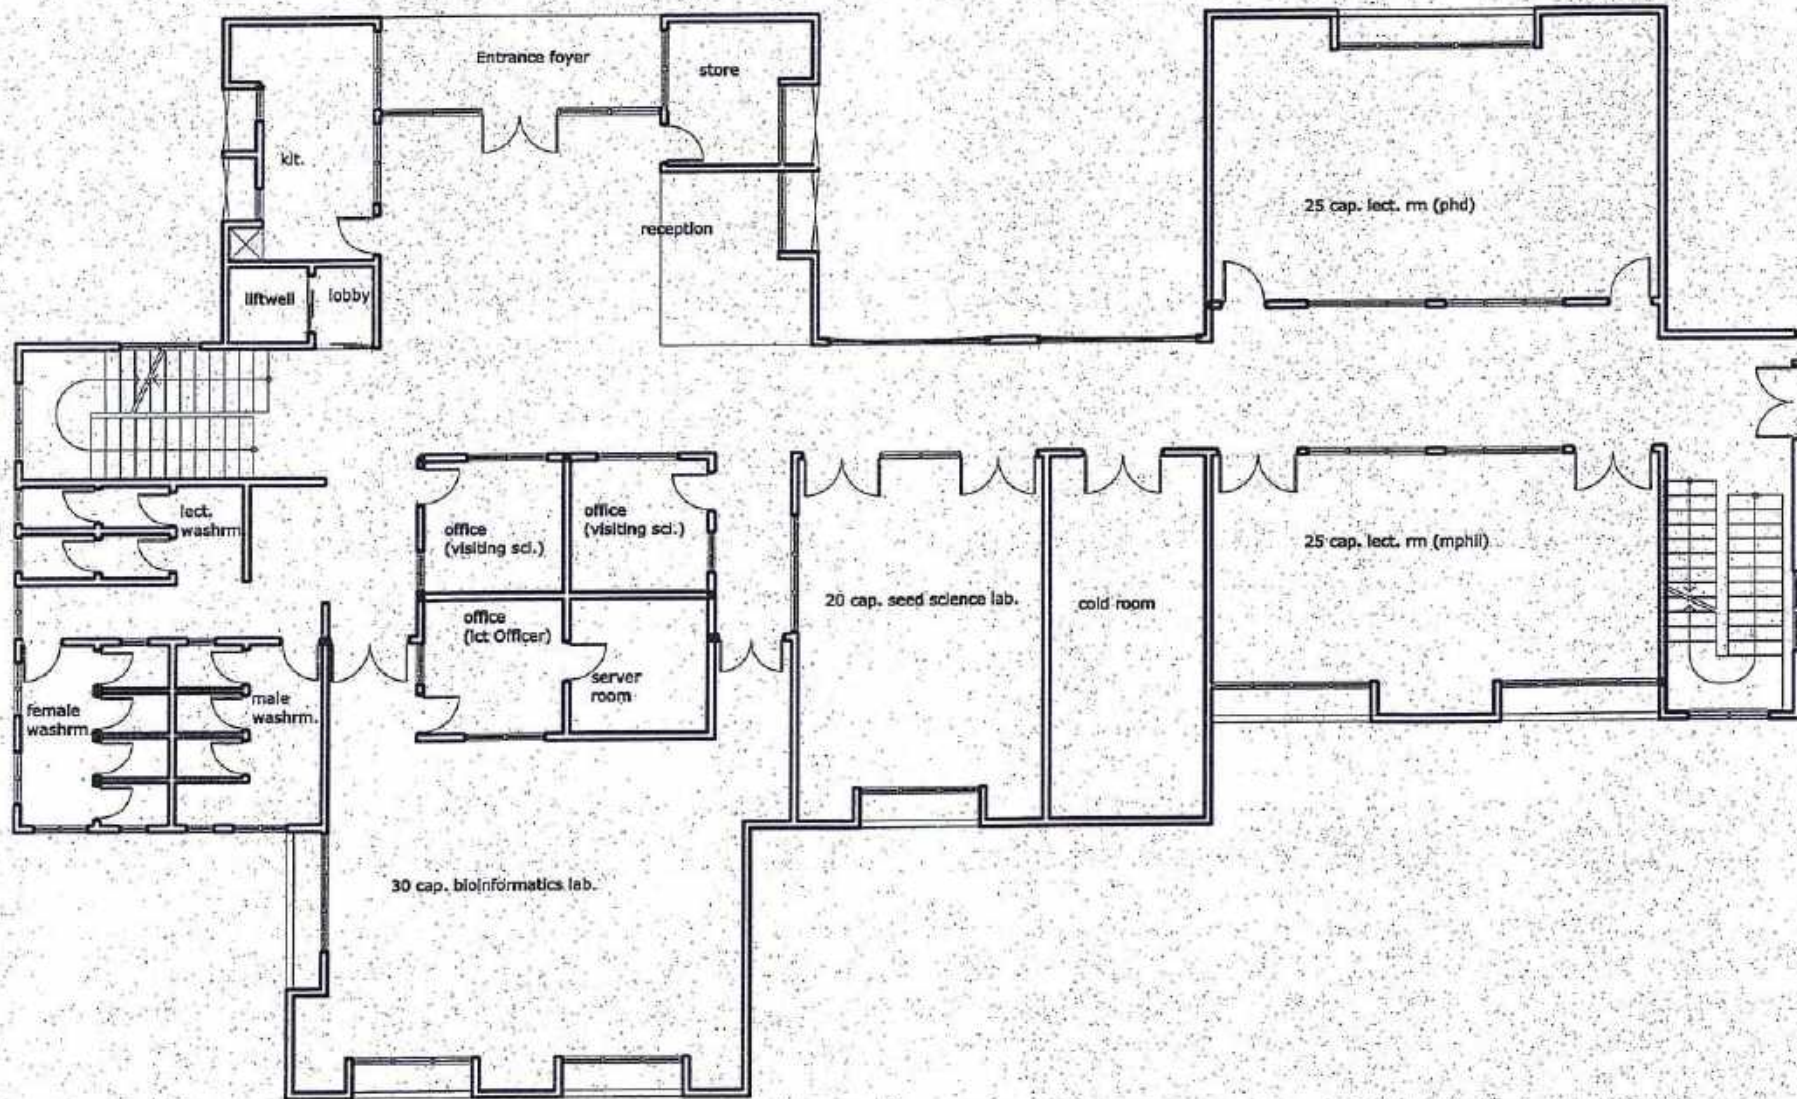 Entrance foyer
store
kit.
reception
25 cap. lect. rm (phd)
liftwell
lobby
lect.
washrm.
office
(visiting sci.)
office
(visiting sci.)
25 cap. lect. rm (mphil)
20 cap. seed science lab.
cold room
office
(ict Officer)
server
room
female
washrm.
male
washrm.
30 cap. bioinformatics lab.